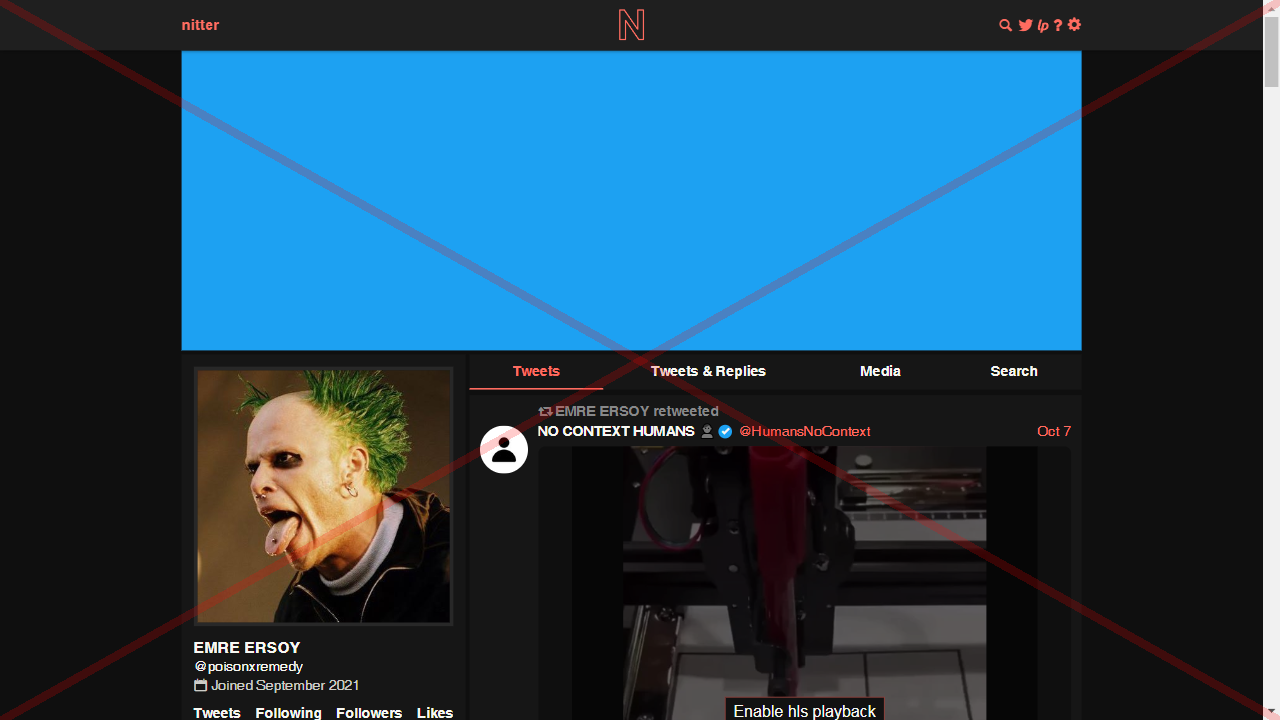 nitter
N
lp ?
Tweets
Tweets & Replies
Media
Search
EMRE ERSOY
@poisonxremedy
Joined September 2021
Tweets
Following
Followers
Likes
EMRE ERSOY retweeted
NO CONTEXT HUMANS @HumansNoContext
Oct 7
Enable hls playback